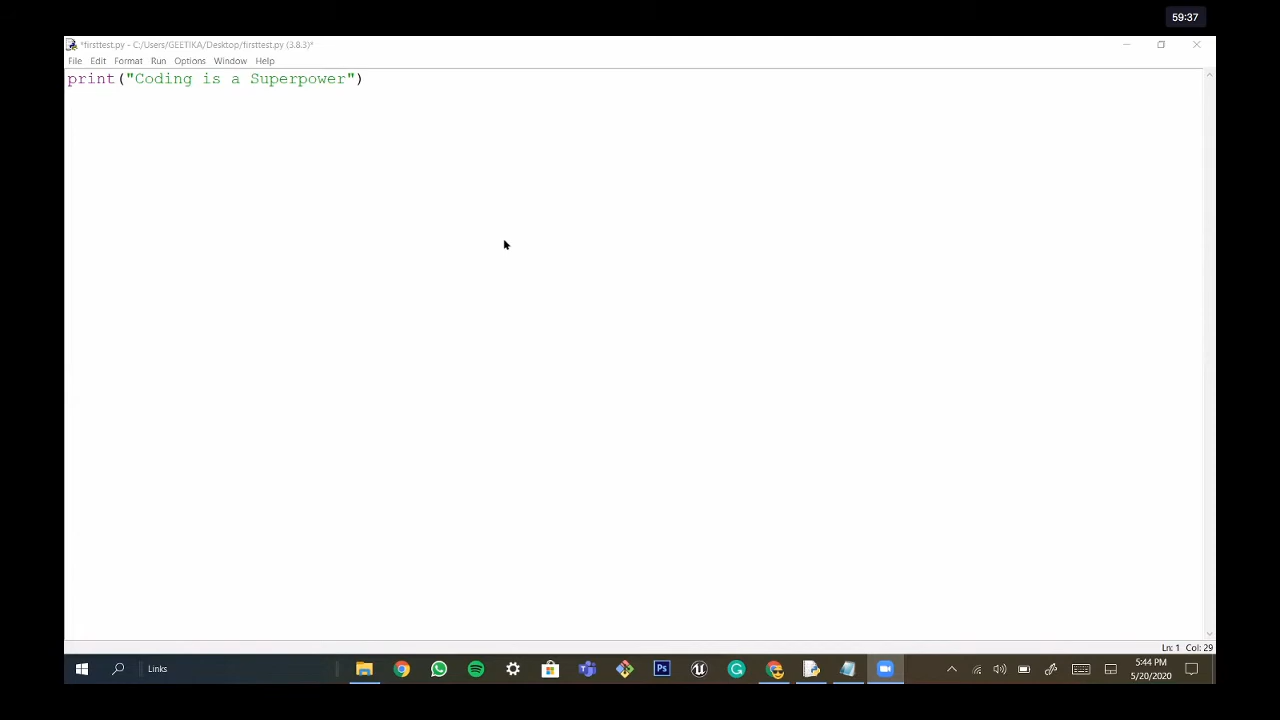 59:37
*firsttest.py - C:/Users/GEETIKA/Desktop/firsttest.py (3.8.3)*
File Edit Format Run Options Window Help
print("Coding is a Superpower")
Ln: 1 Col: 29
Links
Ps
5:44 PM
5/20/2020